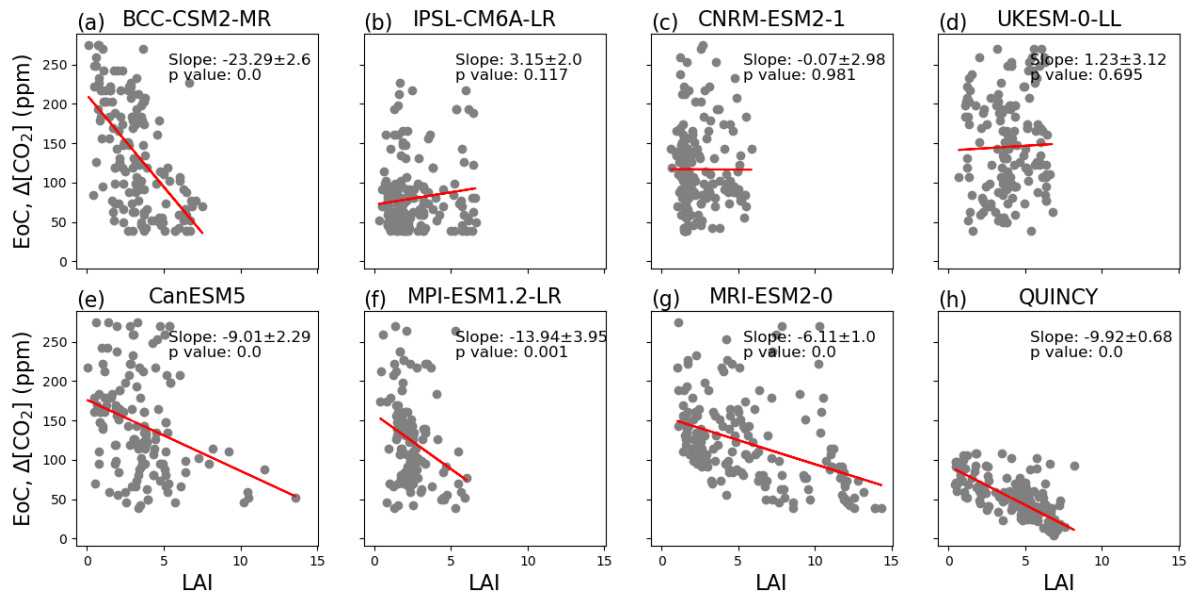 (a) BCC-CSM2-MR
(b) IPSL-CM6A-LR
(c) CNRM-ESM2-1
(d) UKESM-0-LL
EoC, Δ[CO₂] (ppm)
250
200
150
100
50
0
Slope: -23.29±2.6
p value: 0.0
Slope: 3.15±2.0
p value: 0.117
Slope: -0.07±2.98
p value: 0.981
Slope: 1.23±3.12
p value: 0.695
(e) CanESM5
(f) MPI-ESM1.2-LR
(g) MRI-ESM2-0
(h) QUINCY
EoC, Δ[CO₂] (ppm)
250
200
150
100
50
0
Slope: -9.01±2.29
p value: 0.0
Slope: -13.94±3.95
p value: 0.001
Slope: -6.11±1.0
p value: 0.0
Slope: -9.92±0.68
p value: 0.0
0 5 10 15
0 5 10 15
0 5 10 15
0 5 10 15
LAI
LAI
LAI
LAI